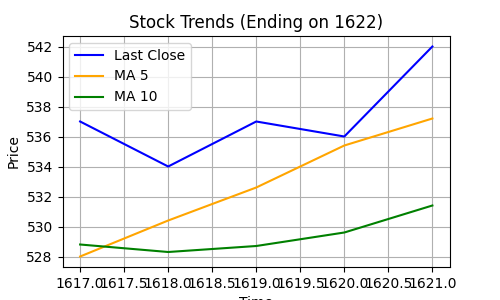 Stock Trends (Ending on 1622)
Last Close
MA 5
MA 10
Price
542
540
538
536
534
532
530
528
1617.0 1617.5 1618.0 1618.5 1619.0 1619.5 1620.0 1620.5 1621.0
Time